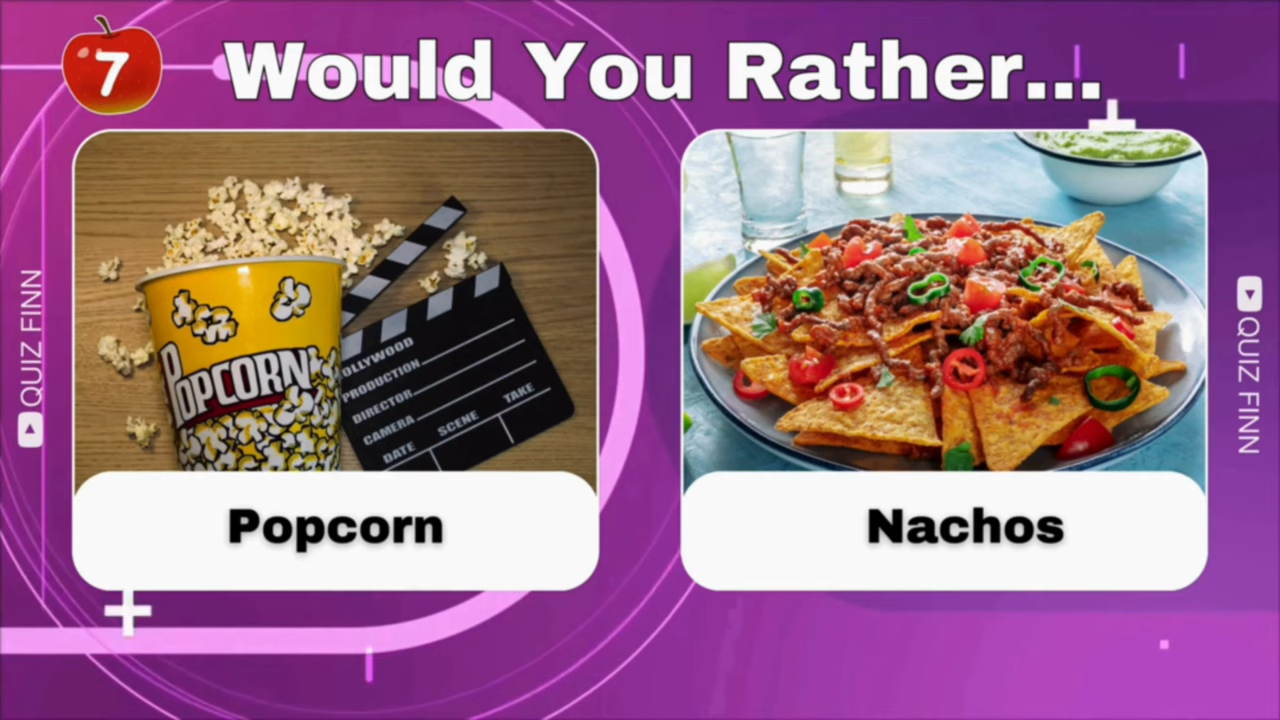 7
Would You Rather...
QUIZ FINN
POPCORN
OLLYWOOD
PRODUCTION
DIRECTOR
CAMERA
DATE SCENE TAKE
Popcorn
Nachos
QUIZ FINN